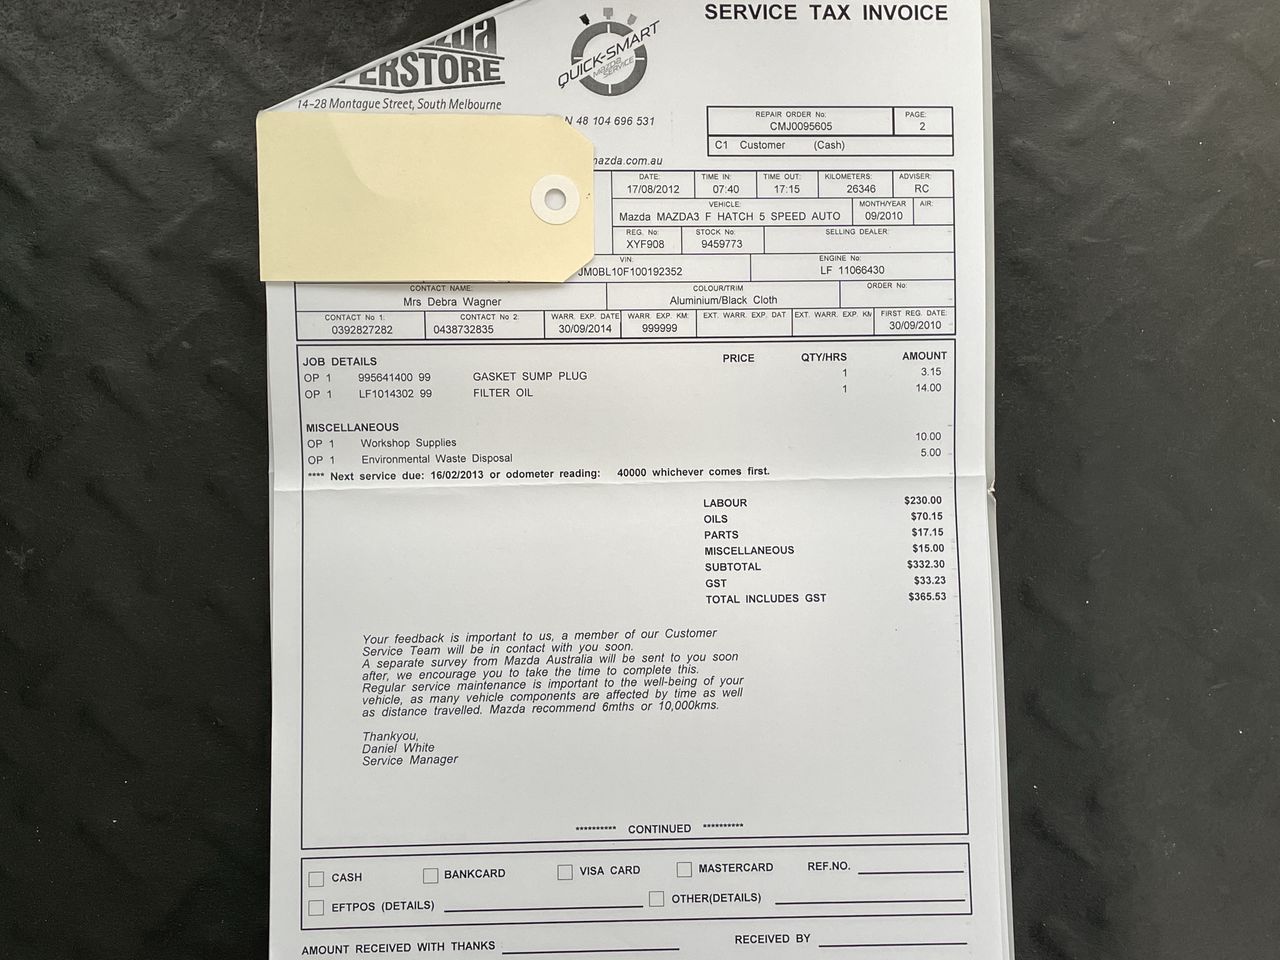 SERVICE TAX INVOICE
QUICK-SMART
MAZDA SERVICE
ERSTORE
14-28 Montague Street, South Melbourne
N 48 104 696 531
REPAIR ORDER No: PAGE:
CMJ0095605 2
C1 Customer (Cash)
mazda.com.au
DATE: TIME IN: TIME OUT: KILOMETERS: ADVISER
17/08/2012 07:40 17:15 26346 RC
VEHICLE: MONTH/YEAR AIR:
Mazda MAZDA3 F HATCH 5 SPEED AUTO 09/2010
REG. No: STOCK No: SELLING DEALER:
XYF908 9459773
VIN: ENGINE No:
JM0BL10F100192352 LF 11066430
CONTACT NAME: COLOUR/TRIM ORDER No:
Mrs Debra Wagner Aluminium/Black Cloth
CONTACT No 1: CONTACT No 2: WARR. EXP. DATE WARR. EXP. KM: EXT. WARR. EXP. DAT EXT. WARR. EXP. KM FIRST REG. DATE:
0392827282 0438732835 30/09/2014 999999 30/09/2010
JOB DETAILS PRICE QTY/HRS AMOUNT
OP 1 995641400 99 GASKET SUMP PLUG 1 3.15
OP 1 LF1014302 99 FILTER OIL 1 14.00
MISCELLANEOUS
OP 1 Workshop Supplies 10.00
OP 1 Environmental Waste Disposal 5.00
**** Next service due: 16/02/2013 or odometer reading: 40000 whichever comes first.
LABOUR $230.00
OILS $70.15
PARTS $17.15
MISCELLANEOUS $15.00
SUBTOTAL $332.30
GST $33.23
TOTAL INCLUDES GST $365.53
Your feedback is important to us, a member of our Customer
Service Team will be in contact with you soon.
A separate survey from Mazda Australia will be sent to you soon
after, we encourage you to take the time to complete this.
Regular service maintenance is important to the well-being of your
vehicle, as many vehicle components are affected by time as well
as distance travelled. Mazda recommend 6mths or 10,000kms.
Thankyou,
Daniel White
Service Manager
********** CONTINUED **********
CASH BANKCARD VISA CARD MASTERCARD REF.NO.
EFTPOS (DETAILS) OTHER(DETAILS)
AMOUNT RECEIVED WITH THANKS RECEIVED BY